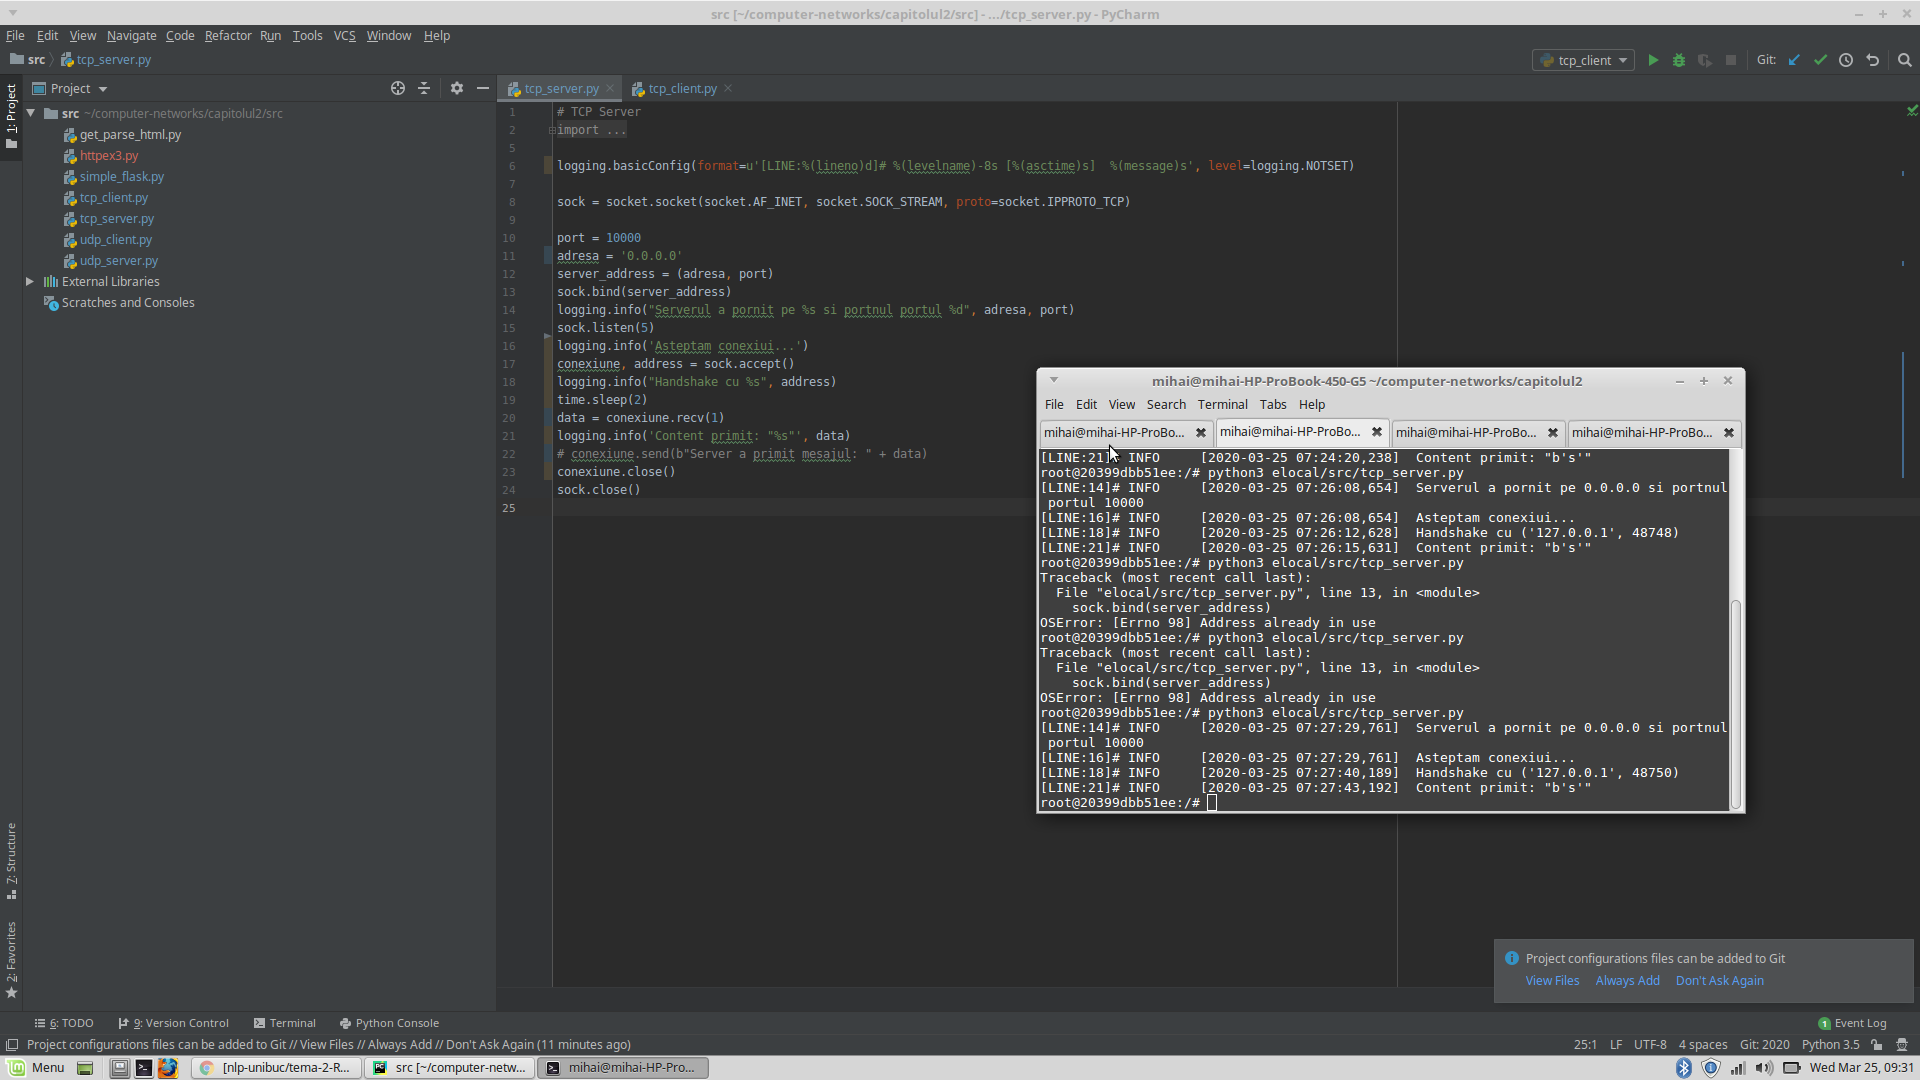 src [~/computer-networks/capitolul2/src] - .../tcp_server.py - PyCharm
File Edit View Navigate Code Refactor Run Tools VCS Window Help
src tcp_server.py
tcp_client Git:
Project
tcp_server.py tcp_client.py
1: Project
src ~/computer-networks/capitolul2/src
get_parse_html.py
httpex3.py
simple_flask.py
tcp_client.py
tcp_server.py
udp_client.py
udp_server.py
External Libraries
Scratches and Consoles
1 # TCP Server
2 import ...
5
6 logging.basicConfig(format=u'[LINE:%(lineno)d]# %(levelname)-8s [%(asctime)s]  %(message)s', level=logging.NOTSET)
7
8 sock = socket.socket(socket.AF_INET, socket.SOCK_STREAM, proto=socket.IPPROTO_TCP)
9
10 port = 10000
11 adresa = '0.0.0.0'
12 server_address = (adresa, port)
13 sock.bind(server_address)
14 logging.info("Serverul a pornit pe %s si portnul portul %d", adresa, port)
15 sock.listen(5)
16 logging.info('Asteptam conexiui...')
17 conexiune, address = sock.accept()
18 logging.info("Handshake cu %s", address)
19 time.sleep(2)
20 data = conexiune.recv(1)
21 logging.info('Content primit: "%s"', data)
22 # conexiune.send(b"Server a primit mesajul: " + data)
23 conexiune.close()
24 sock.close()
25
mihai@mihai-HP-ProBook-450-G5 ~/computer-networks/capitolul2
File Edit View Search Terminal Tabs Help
mihai@mihai-HP-ProBo... mihai@mihai-HP-ProBo... mihai@mihai-HP-ProBo... mihai@mihai-HP-ProBo...
[LINE:21]# INFO     [2020-03-25 07:24:20,238]  Content primit: "b's'"
root@20399dbb51ee:/# python3 elocal/src/tcp_server.py
[LINE:14]# INFO     [2020-03-25 07:26:08,654]  Serverul a pornit pe 0.0.0.0 si portnul
 portul 10000
[LINE:16]# INFO     [2020-03-25 07:26:08,654]  Asteptam conexiui...
[LINE:18]# INFO     [2020-03-25 07:26:12,628]  Handshake cu ('127.0.0.1', 48748)
[LINE:21]# INFO     [2020-03-25 07:26:15,631]  Content primit: "b's'"
root@20399dbb51ee:/# python3 elocal/src/tcp_server.py
Traceback (most recent call last):
  File "elocal/src/tcp_server.py", line 13, in <module>
    sock.bind(server_address)
OSError: [Errno 98] Address already in use
root@20399dbb51ee:/# python3 elocal/src/tcp_server.py
Traceback (most recent call last):
  File "elocal/src/tcp_server.py", line 13, in <module>
    sock.bind(server_address)
OSError: [Errno 98] Address already in use
root@20399dbb51ee:/# python3 elocal/src/tcp_server.py
[LINE:14]# INFO     [2020-03-25 07:27:29,761]  Serverul a pornit pe 0.0.0.0 si portnul
 portul 10000
[LINE:16]# INFO     [2020-03-25 07:27:29,761]  Asteptam conexiui...
[LINE:18]# INFO     [2020-03-25 07:27:40,189]  Handshake cu ('127.0.0.1', 48750)
[LINE:21]# INFO     [2020-03-25 07:27:43,192]  Content primit: "b's'"
root@20399dbb51ee:/#
7: Structure
2: Favorites
Project configurations files can be added to Git
View Files Always Add Don't Ask Again
6: TODO 9: Version Control Terminal Python Console
1 Event Log
Project configurations files can be added to Git // View Files // Always Add // Don't Ask Again (11 minutes ago)
25:1 LF UTF-8 4 spaces Git: 2020 Python 3.5
Menu [nlp-unibuc/tema-2-R... src [~/computer-netw... mihai@mihai-HP-Pro...
Wed Mar 25, 09:31